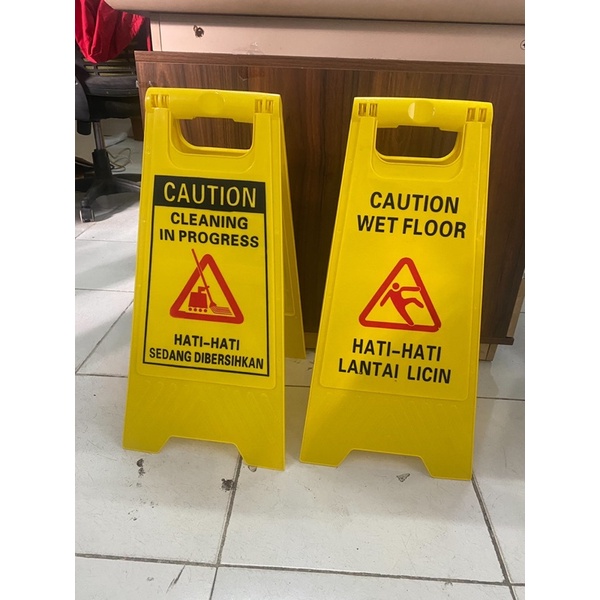 CAUTION
CLEANING
IN PROGRESS
HATI-HATI
SEDANG DIBERSIHKAN
CAUTION
WET FLOOR
HATI-HATI
LANTAI LICIN